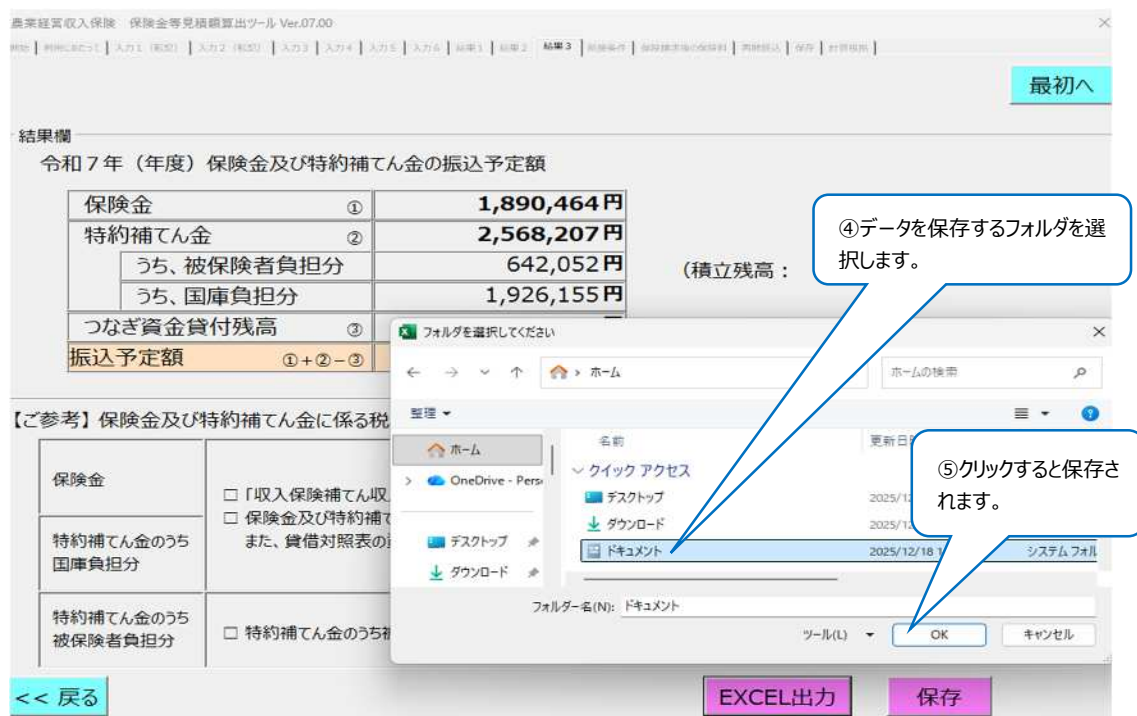 農業経営収入保険 保険金等見積額算出ツール Ver.07.00
結果3
最初へ
結果欄
令和7年（年度）保険金及び特約補てん金の振込予定額
保険金 ① 1,890,464円
特約補てん金 ② 2,568,207円
うち、被保険者負担分 642,052円
（積立残高：
うち、国庫負担分 1,926,155円
つなぎ資金貸付残高 ③
振込予定額 ①+②−③
④データを保存するフォルダを選
択します。
フォルダを選択してください
ホーム
ホームの検索
整理
名前
更新日
ホーム
クイック アクセス
OneDrive - Pers
デスクトップ
2025/12
ダウンロード
2025/12
ドキュメント
2025/12/18 1
システム フォル
デスクトップ
ダウンロード
フォルダー名(N): ドキュメント
ツール(L)
OK
キャンセル
⑤クリックすると保存さ
れます。
【ご参考】保険金及び特約補てん金に係る税
保険金
□「収入保険補てん収
□ 保険金及び特約補て
また、貸借対照表の
特約補てん金のうち
国庫負担分
特約補てん金のうち
被保険者負担分
□ 特約補てん金のうち
<< 戻る
EXCEL出力
保存